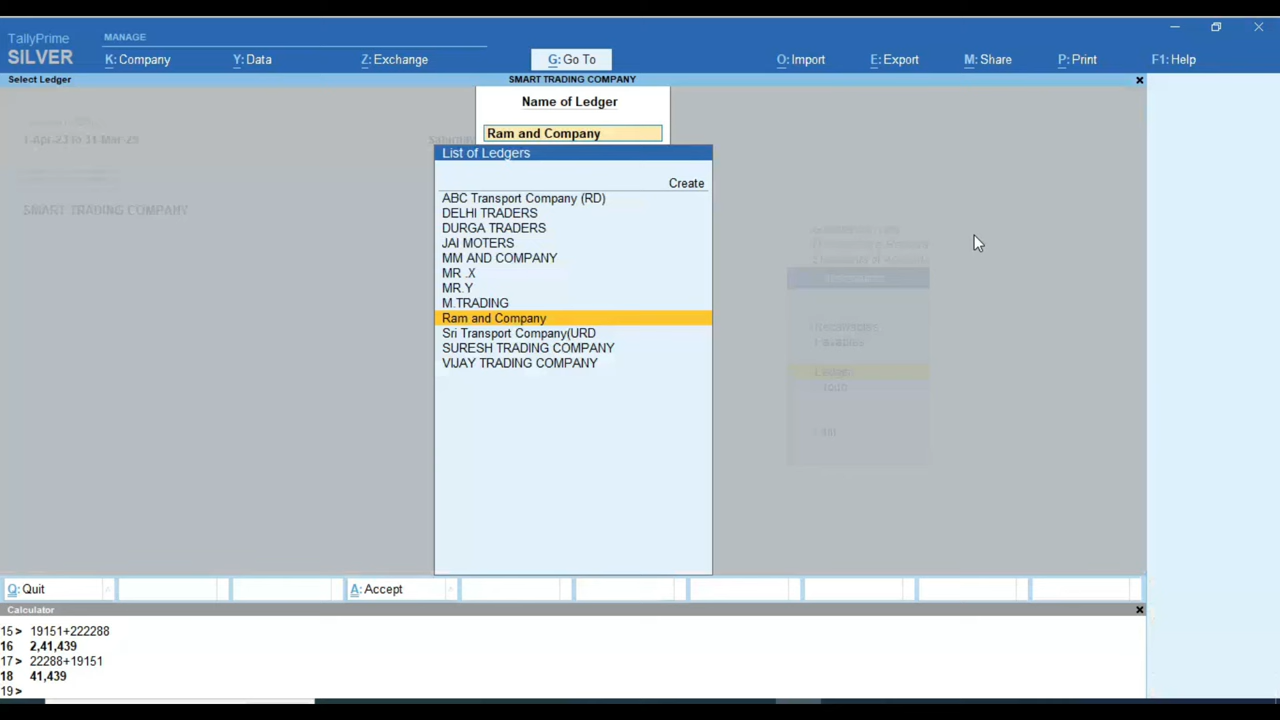 TallyPrime
MANAGE
SILVER
K: Company
Y: Data
Z: Exchange
G: Go To
O: Import
E: Export
M: Share
P: Print
F1: Help
Select Ledger
SMART TRADING COMPANY
Name of Ledger
Ram and Company
List of Ledgers
Create
ABC Transport Company (RD)
DELHI TRADERS
DURGA TRADERS
JAI MOTERS
MM AND COMPANY
MR .X
MR.Y
M.TRADING
Ram and Company
Sri Transport Company(URD
SURESH TRADING COMPANY
VIJAY TRADING COMPANY
SMART TRADING COMPANY
Q: Quit
A: Accept
Calculator
15> 19151+222288
16 2,41,439
17> 22288+19151
18 41,439
19>